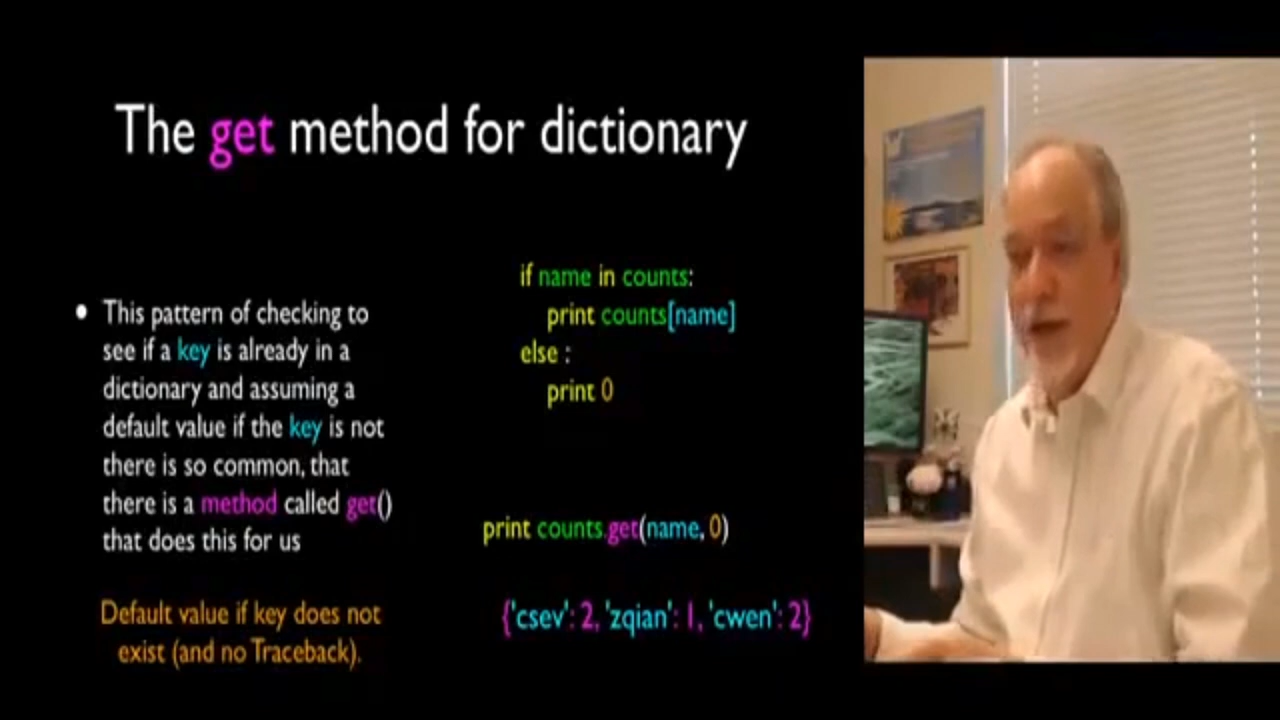 The get method for dictionary
• This pattern of checking to
see if a key is already in a
dictionary and assuming a
default value if the key is not
there is so common, that
there is a method called get()
that does this for us
Default value if key does not
exist (and no Traceback).
if name in counts:
print counts[name]
else :
print 0
print counts.get(name, 0)
{'csev': 2, 'zqian': 1, 'cwen': 2}